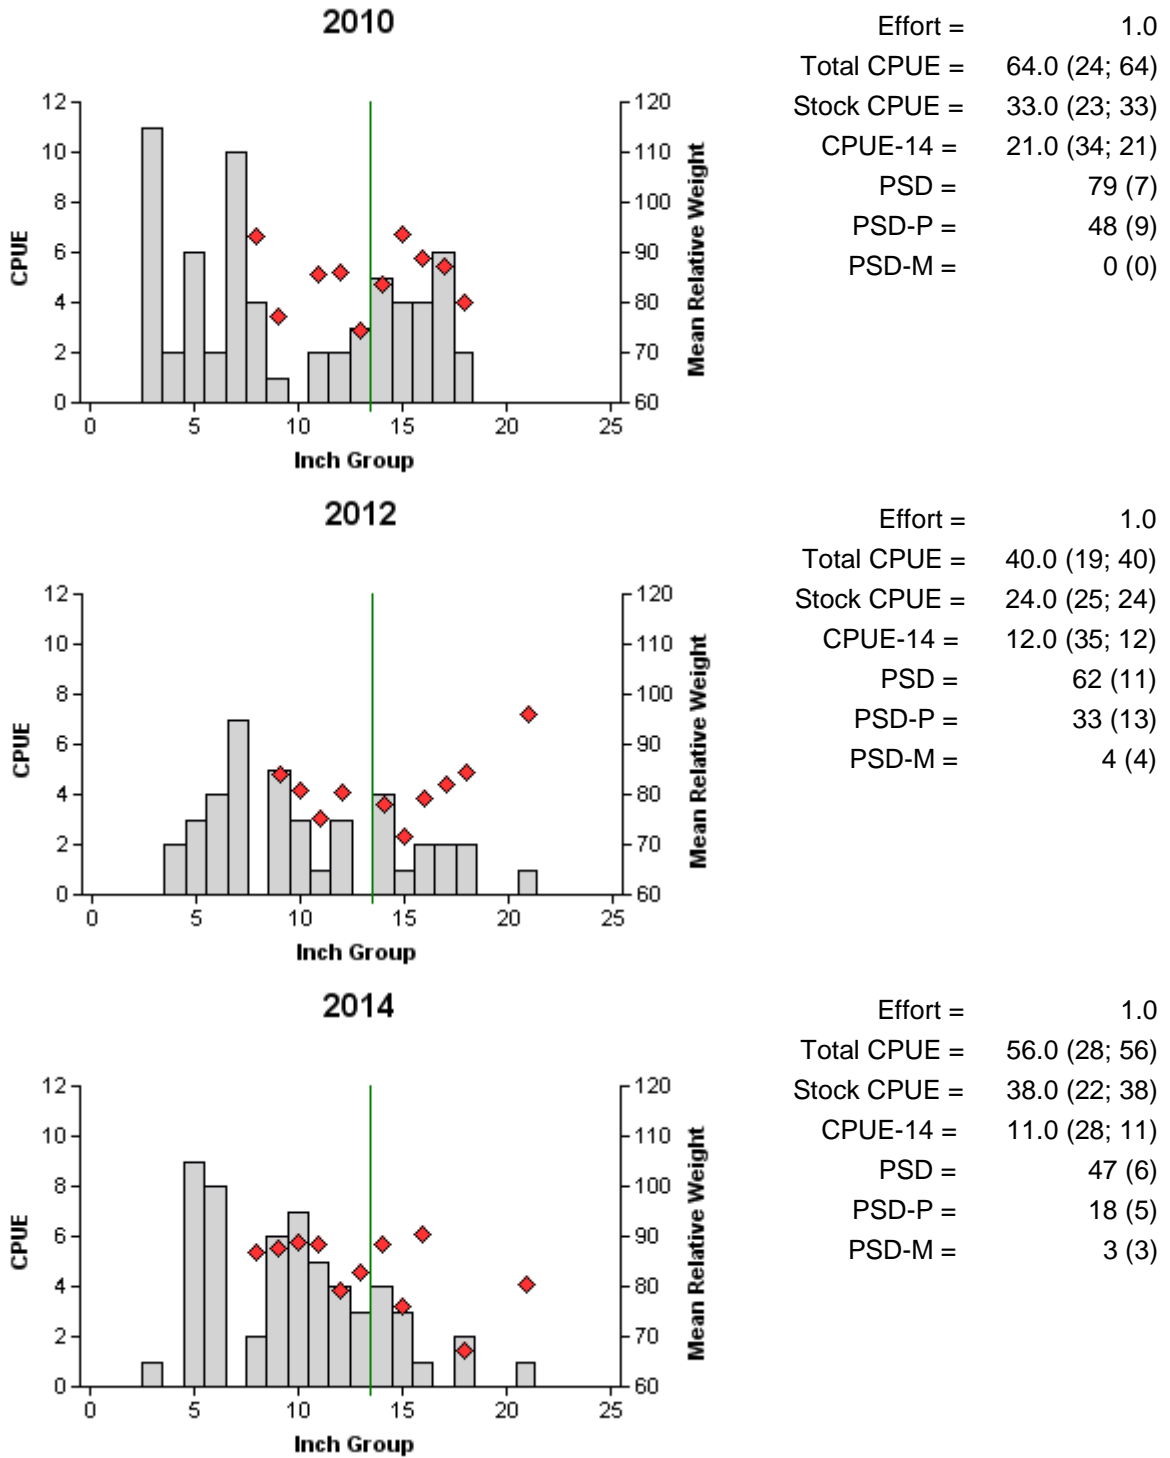 2010
Effort = 1.0
Total CPUE = 64.0 (24; 64)
Stock CPUE = 33.0 (23; 33)
CPUE-14 = 21.0 (34; 21)
PSD = 79 (7)
PSD-P = 48 (9)
PSD-M = 0 (0)
12 120
10 110
8 100
6 90
4 80
2 70
0 60
CPUE
Mean Relative Weight
0 5 10 15 20 25
Inch Group
2012
Effort = 1.0
Total CPUE = 40.0 (19; 40)
Stock CPUE = 24.0 (25; 24)
CPUE-14 = 12.0 (35; 12)
PSD = 62 (11)
PSD-P = 33 (13)
PSD-M = 4 (4)
12 120
10 110
8 100
6 90
4 80
2 70
0 60
CPUE
Mean Relative Weight
0 5 10 15 20 25
Inch Group
2014
Effort = 1.0
Total CPUE = 56.0 (28; 56)
Stock CPUE = 38.0 (22; 38)
CPUE-14 = 11.0 (28; 11)
PSD = 47 (6)
PSD-P = 18 (5)
PSD-M = 3 (3)
12 120
10 110
8 100
6 90
4 80
2 70
0 60
CPUE
Mean Relative Weight
0 5 10 15 20 25
Inch Group